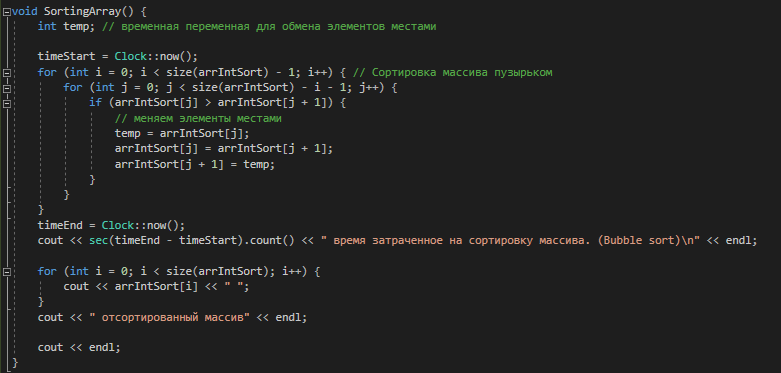 void SortingArray() {
    int temp; // временная переменная для обмена элементов местами

    timeStart = Clock::now();
    for (int i = 0; i < size(arrIntSort) - 1; i++) { // Сортировка массива пузырьком
        for (int j = 0; j < size(arrIntSort) - i - 1; j++) {
            if (arrIntSort[j] > arrIntSort[j + 1]) {
                // меняем элементы местами
                temp = arrIntSort[j];
                arrIntSort[j] = arrIntSort[j + 1];
                arrIntSort[j + 1] = temp;
            }
        }
    }
    timeEnd = Clock::now();
    cout << sec(timeEnd - timeStart).count() << " время затраченное на сортировку массива. (Bubble sort)\n" << endl;

    for (int i = 0; i < size(arrIntSort); i++) {
        cout << arrIntSort[i] << " ";
    }
    cout << " отсортированный массив" << endl;

    cout << endl;
}